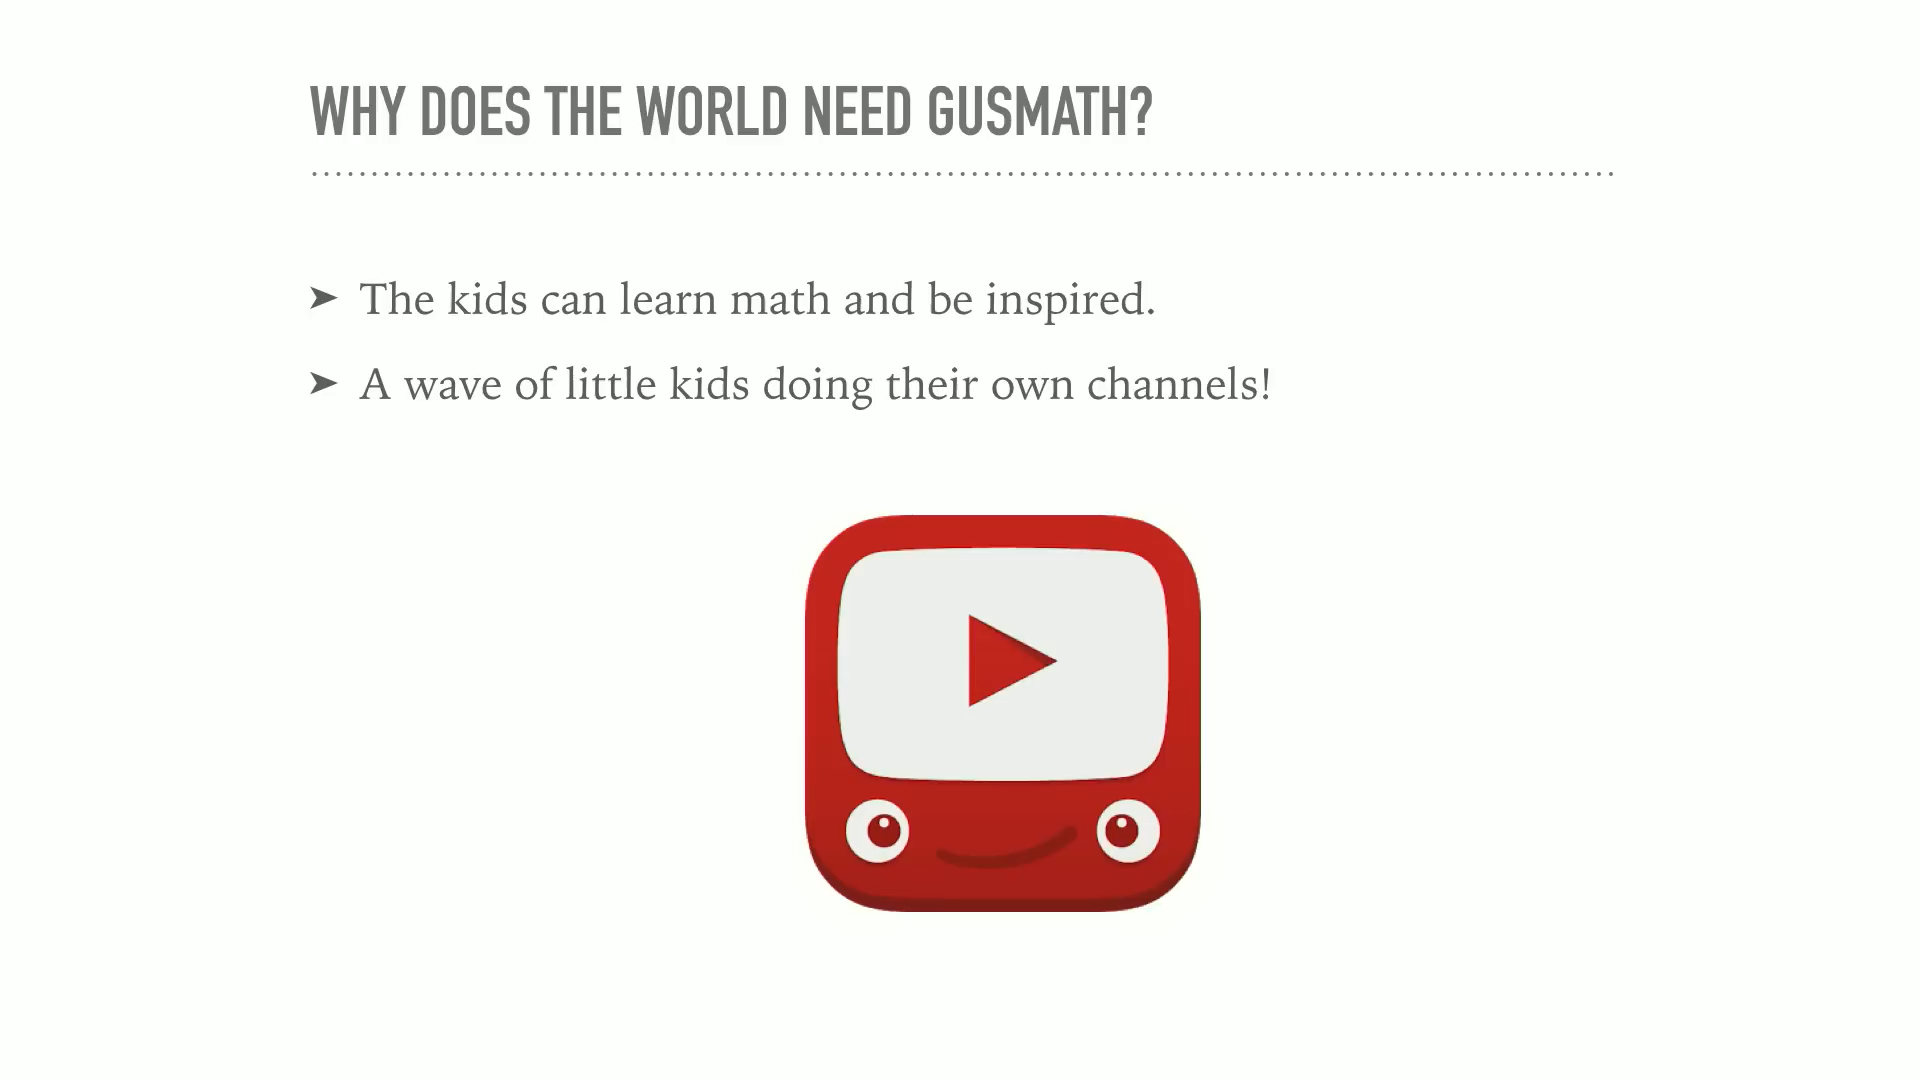 WHY DOES THE WORLD NEED GUSMATH?
➤ The kids can learn math and be inspired.
➤ A wave of little kids doing their own channels!